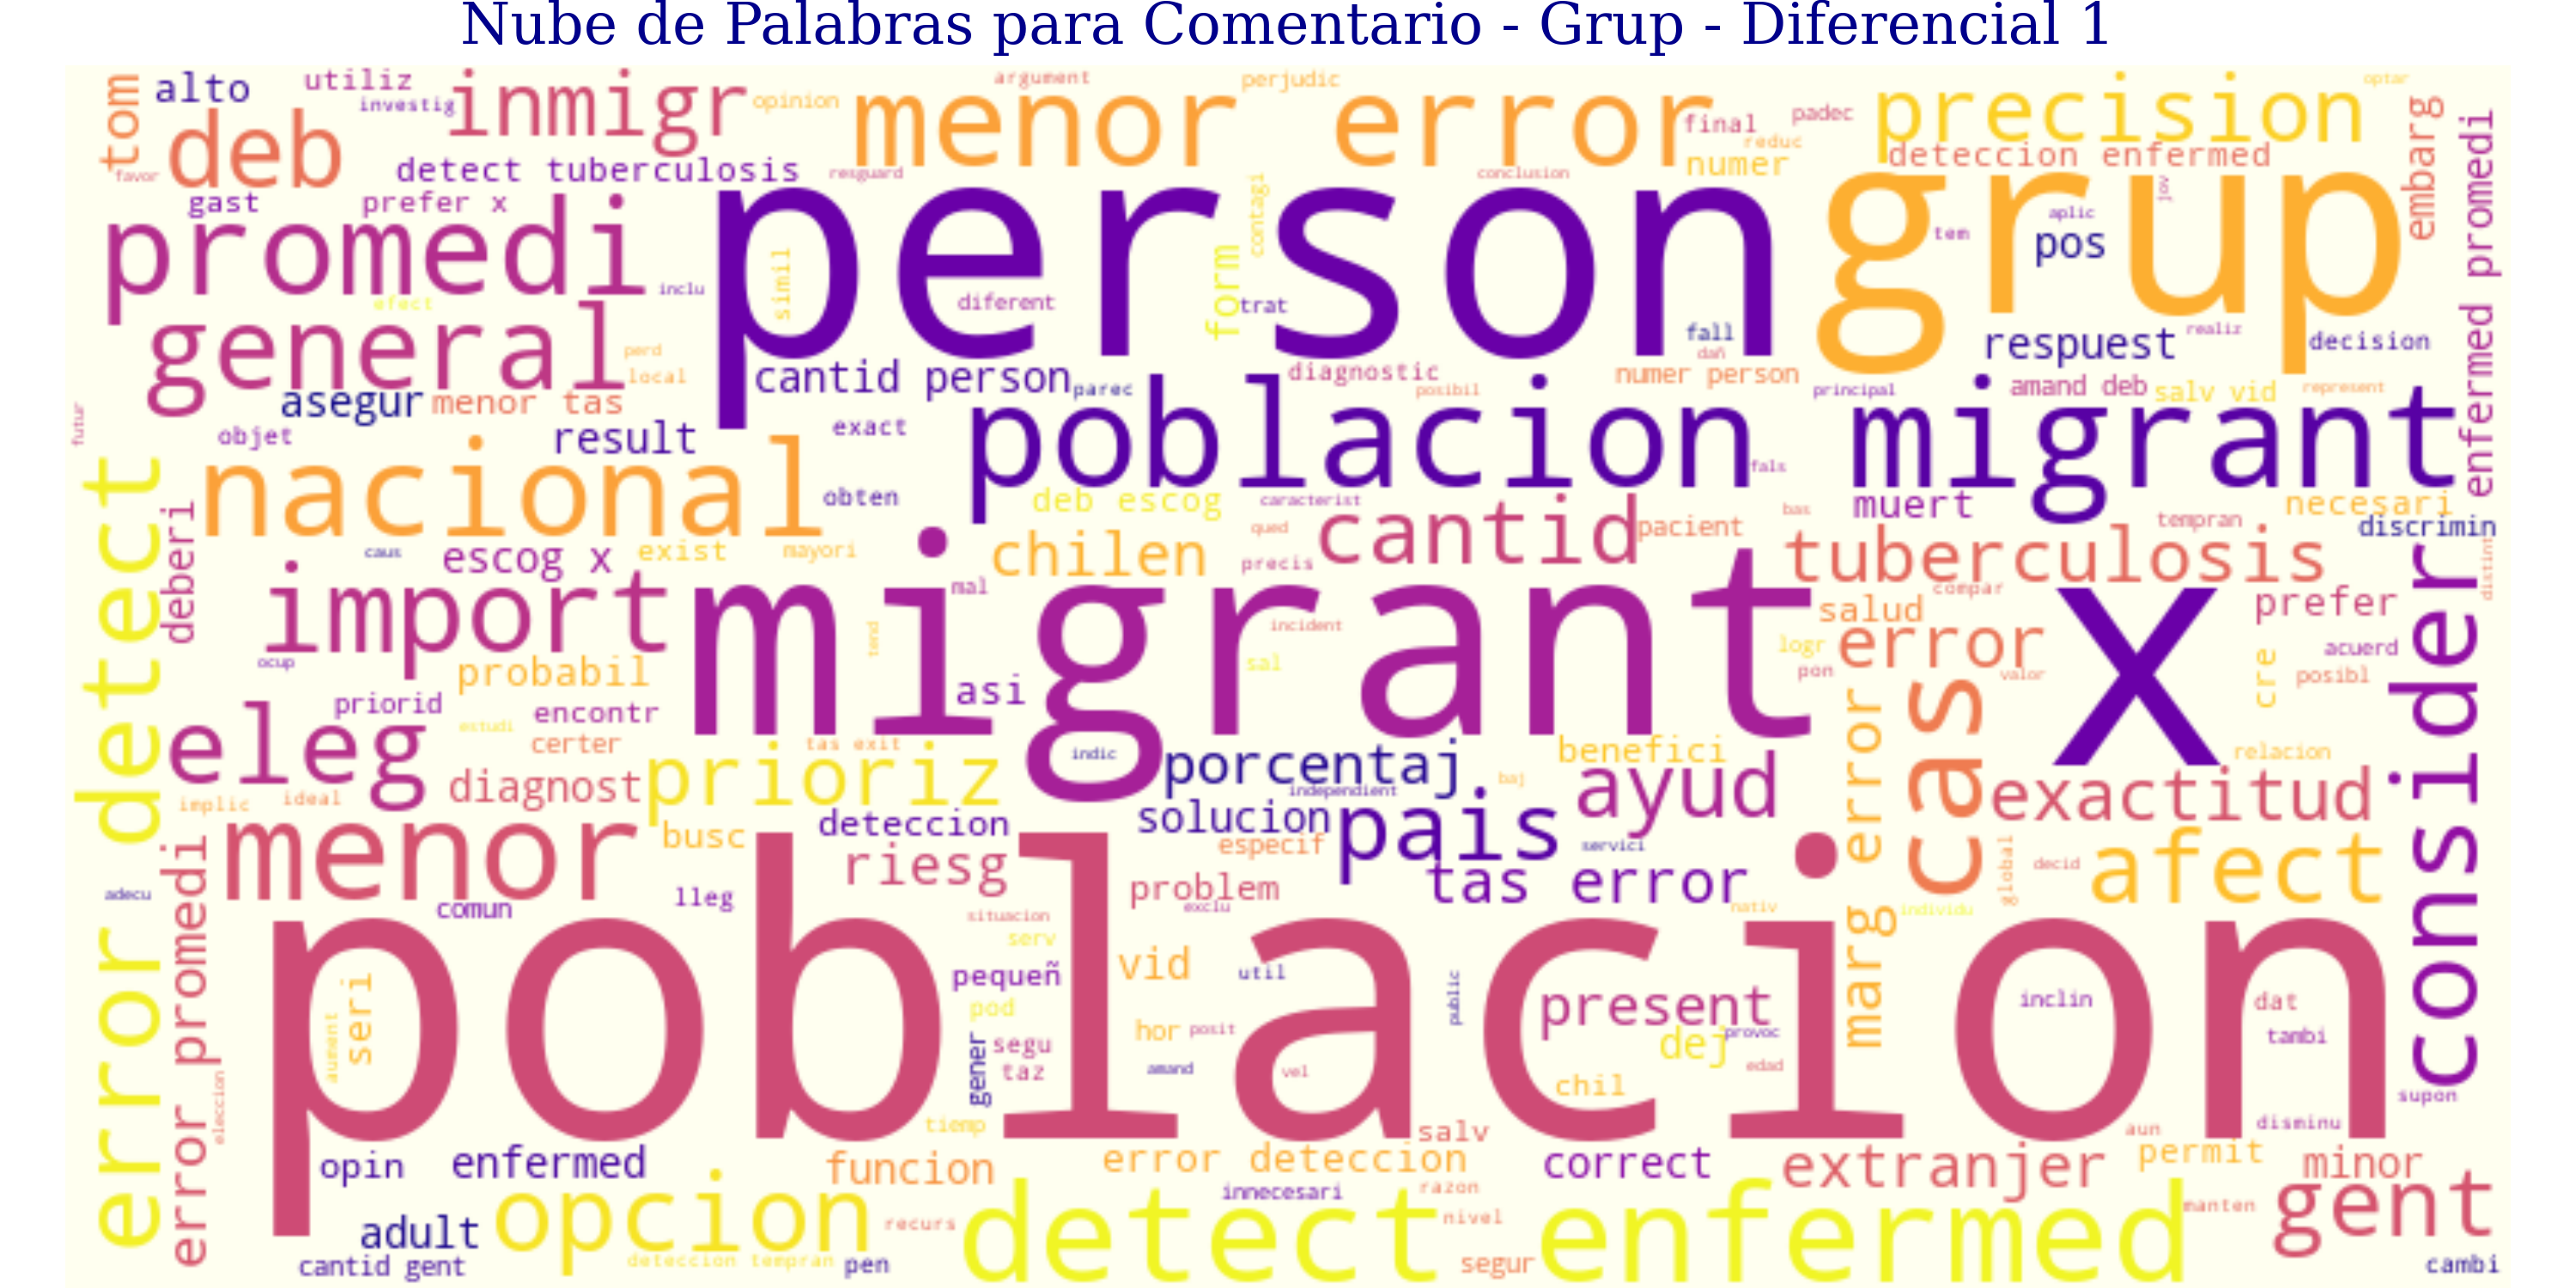 Nube de Palabras para Comentario - Grup - Diferencial 1
tom
alto
utiliz
investig
inmigr
opinion
argument
perjudic
menor error
precision
optar
embarg
enfermed promedi
deb
favor
detect tuberculosis
resguard
conclusion
final
padec
reduc
numer
deteccion enfermed
gast
prefer x
promedi
person
grup
contagi
form
simil
diferent
trat
inclu
efect
tem
aplic
jov
pos
fall
dañ
respuest
realiz
decision
general
perd
local
cantid person
parec
diagnostic
posibil
numer person
principal
amand deb
salv vid
represent
asegur
menor tas
futur
objet
result
exact
poblacion migrant
fals
error detect
nacional
obten
deb escog
caracterist
cantid
pacient
bas
muert
tempran
necesari
discrimin
deberi
caus
escog x
exist
mayori
chilen
qued
precis
tuberculosis
distint
import
mal
migrant
incident
tend
sal
compar
salud
prefer
x
consider
ocup
probabil
asi
logr
pon
error
valor
cre
acuerd
posibl
priorid
encontr
estudi
certer
eleg
tas exit
indic
porcentaj
benefici
relacion
marg error
cas
diagnost
prioriz
independient
baj
ayud
exactitud
implic
ideal
menor
busc
deteccion
solucion
pais
especif
servici
riesg
problem
tas error
global
decid
afect
error promedi
adecu
comun
lleg
exclu
nativ
individu
situacion
serv
poblacion
seri
aument
pequeñ
pod
vid
util
public
present
inclin
dat
gener
segu
taz
hor
posit
dej
provoc
tambi
amand
vel
edad
chil
supon
eleccion
tiemp
salv
aun
disminu
opin
enfermed
funcion
error deteccion
correct
extranjer
permit
minor
adult
opcion
recurs
innecesari
razon
detect enfermed
nivel
manten
gent
cantid gent
deteccion tempran
pen
segur
cambi